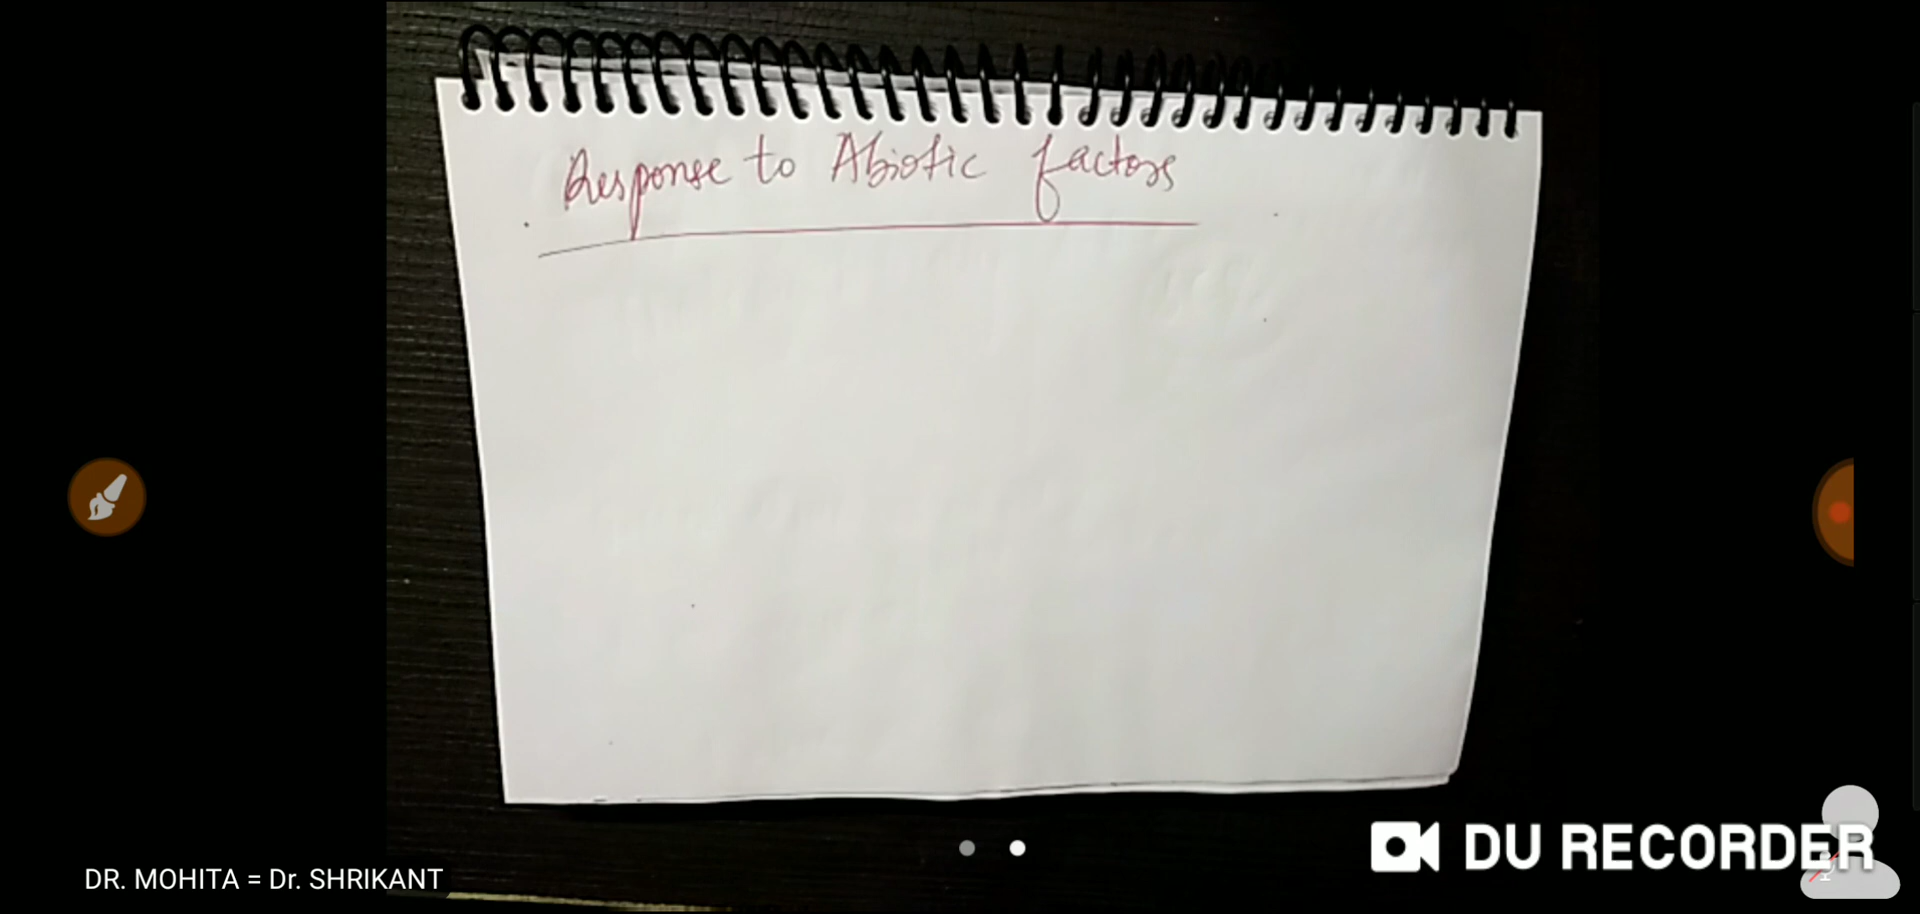 Response to Abiotic factors
DU RECORDER
DR. MOHITA = Dr. SHRIKANT